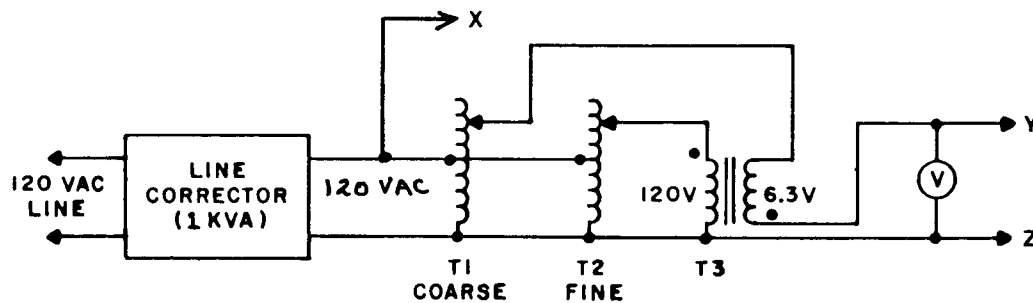 X
Y
120 VAC
LINE
LINE
CORRECTOR
(1 KVA)
120 VAC
120V
6.3V
V
Z
T1
COARSE
T2
FINE
T3